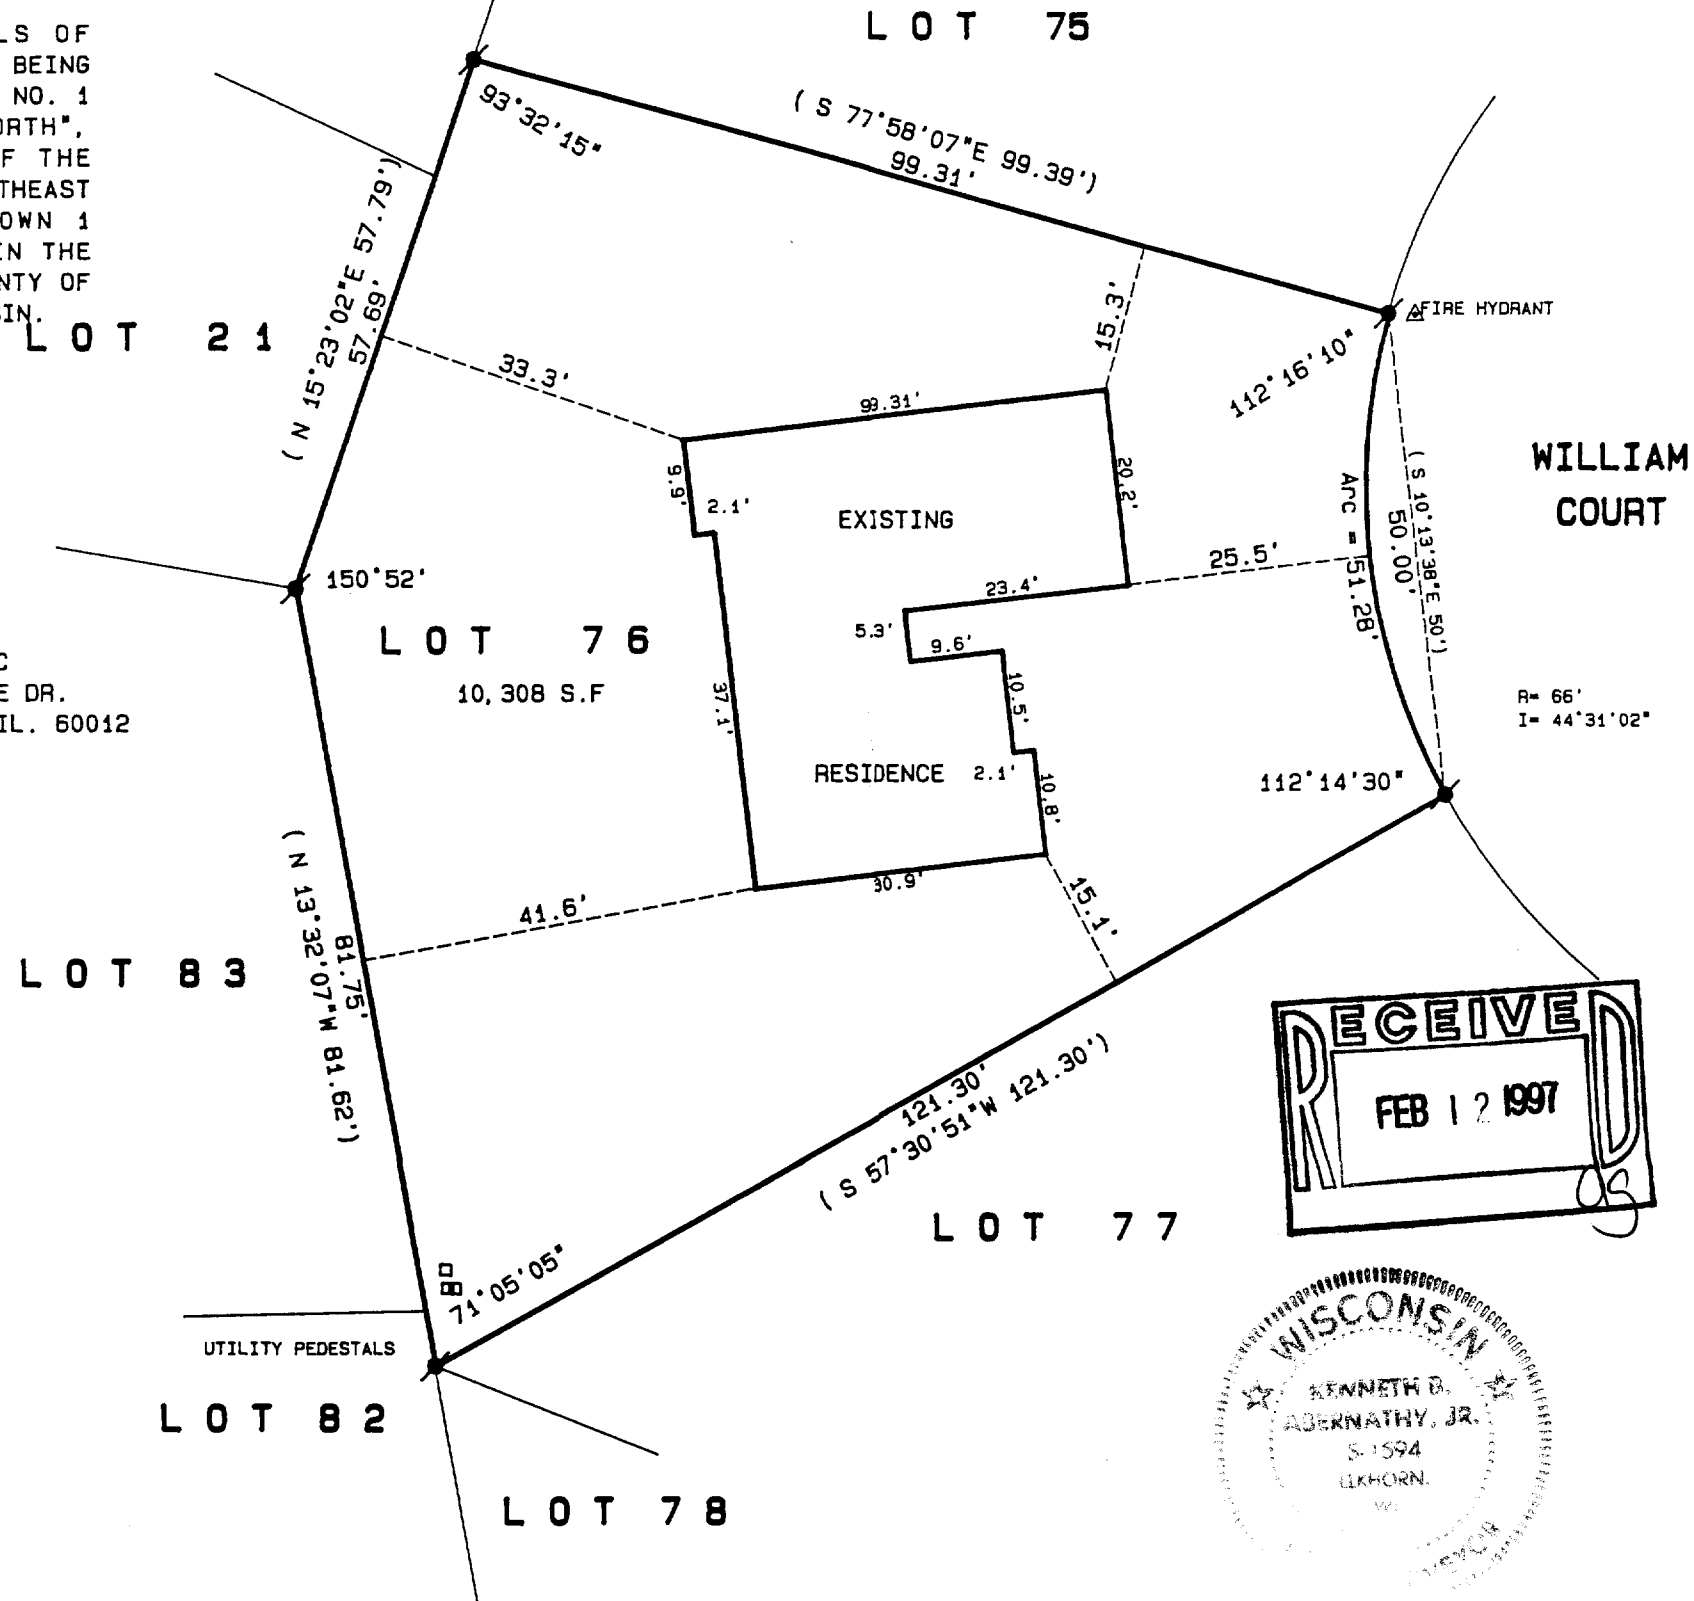 LS OF
BEING
NO. 1
ORTH",
F THE
THEAST
OWN 1
IN THE
NTY OF
SIN.
LOT 75
93°32'15"
( S 77°58'07"E 99.39')
99.31'
( N 15°23'02"E 57.79')
57.69'
LOT 21
FIRE HYDRANT
15.3'
33.3'
112°16'10"
99.31'
9.9'
2.1'
20.2'
EXISTING
WILLIAM
COURT
Arc = 51.28'
( S 10°13'38"E 50')
50.00'
25.5'
23.4'
150°52'
5.3'
9.6'
LOT 76
10,308 S.F
C
E DR.
IL. 60012
37.1'
10.5'
R= 66'
I= 44°31'02"
RESIDENCE
2.1'
10.8'
112°14'30"
30.9'
15.1'
41.6'
81.75'
( N 13°32'07"W 81.62')
LOT 83
121.30'
( S 57°30'51"W 121.30')
RECEIVED
FEB 12 1997
LOT 77
71°05'05"
UTILITY PEDESTALS
LOT 82
LOT 78
WISCONSIN
KENNETH B.
ABERNATHY, JR.
S-1594
ELKHORN,